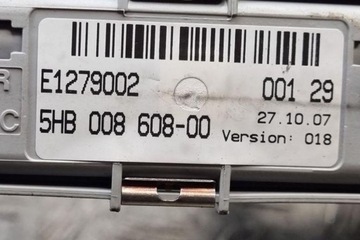 E1279002 001 29
5HB 008 608-00 27.10.07
Version: 018
R
C